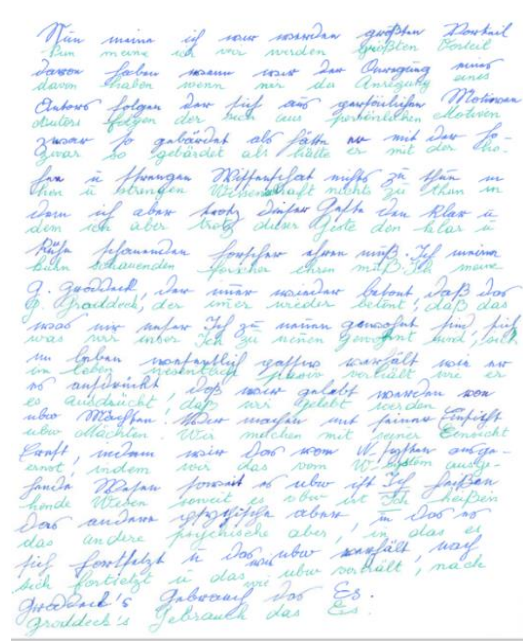 Nun meine ich wir werden größten Vorteil
Nun meine ich wir werden größten Vorteil
davon haben wenn wir der Anregung eines
davon haben wenn wir der Anregung eines
Autors folgen der sich aus persönlichen Motiven
Autors folgen der sich aus persönlichen Motiven
zwar so gebärdet als hätte er mit der ho-
zwar so gebärdet als hätte er mit der ho-
hen u strengen Wissenschaft nichts zu thun in
hen u strengen Wissenschaft nichts zu thun in
dem ich aber trotz dieser Geste den klar u
dem ich aber trotz dieser Geste den klar u
kühn schauenden Forscher ehren muß. Ich meine
kühn schauenden Forscher ehren muß. Ich meine
G. Groddeck, der immer wieder betont, daß das
G. Groddeck, der imer wieder betont, daß das
was wir unser Ich zu nenen gewohnt sind, sich
was wir unser Ich zu nenen gewohnt sind, sich
im Leben wesentlich passiv verhält wie er
im Leben wesentlich passiv verhält wie er
es ausdrückt, daß wir gelebt werden von
es ausdrückt, daß wir gelebt werden
ubw Mächten. Wir machen mit seiner Einsicht
ubw Mächten. Wir machen mit seiner Einsicht
Ernst, indem wir das vom W-System ausge-
ernst, indem wir das vom W-System ausge-
hende Wesen soweit es vbw ist Ich heißen
hende Wesen soweit es vbw ist Ich heißen
das andere psychische aber, in das es
das andere psychische aber, in das es
sich fortsetzt u das wie ubw verhält, nach
sich fortsetzt u das wie ubw verhält, nach
Groddeck's Gebrauch das Es.
Groddeck's Gebrauch das Es.